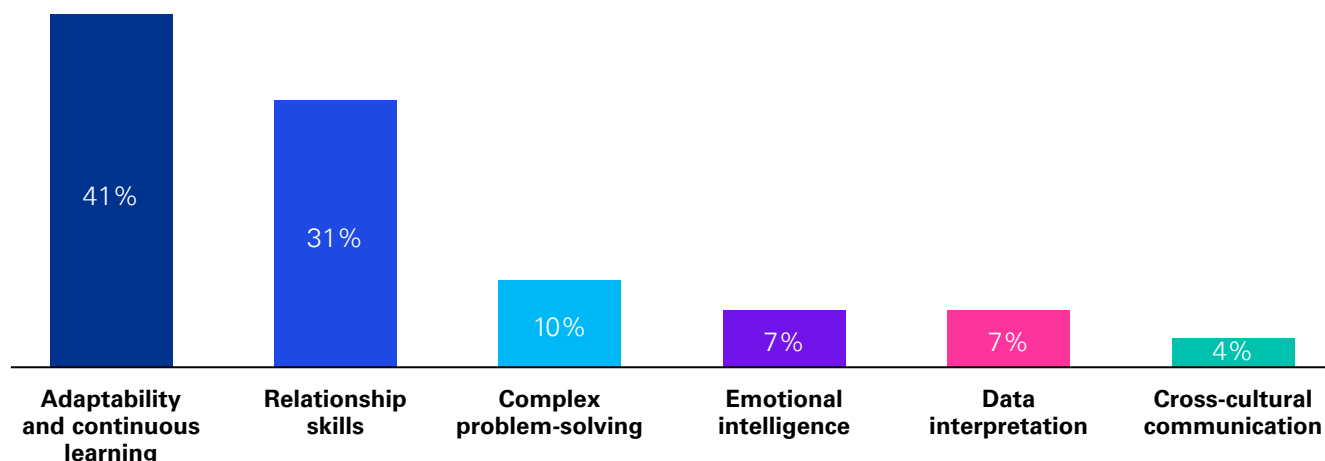 41%
31%
10%
7%
7%
4%
Adaptability
and continuous
learning
Relationship
skills
Complex
problem-solving
Emotional
intelligence
Data
interpretation
Cross-cultural
communication